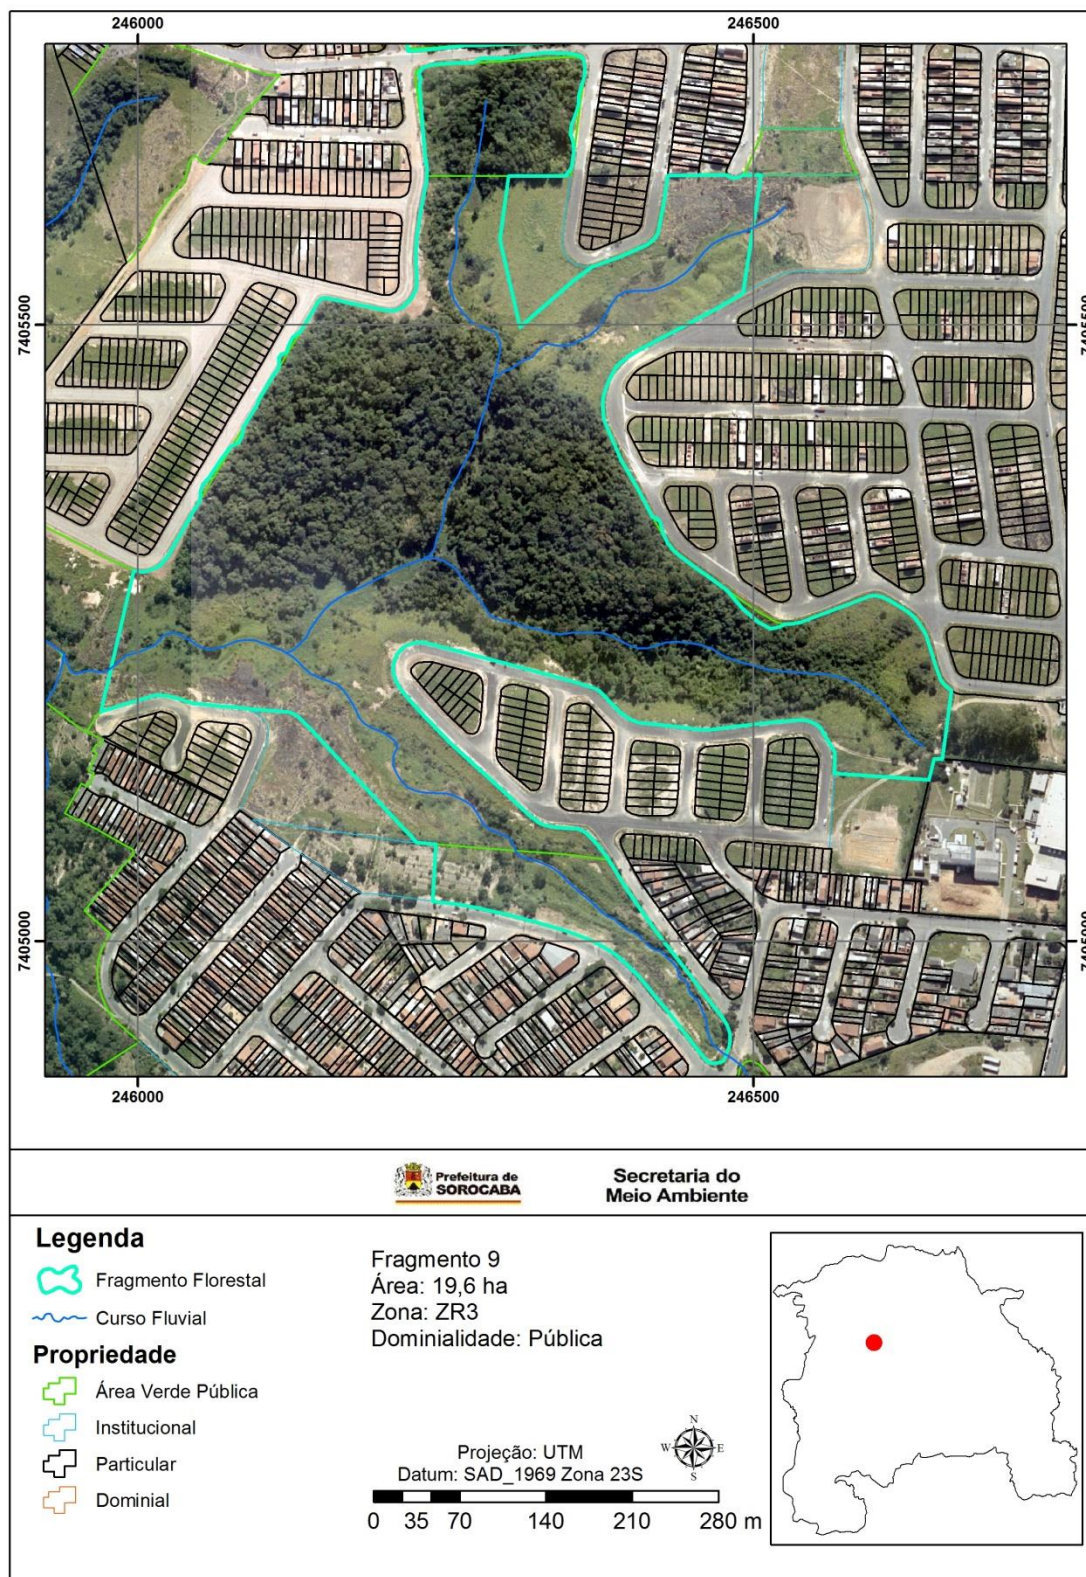 246000
246500
7405500
7405500
7405000
7405000
246000
246500
Prefeitura de
SOROCABA
Secretaria do
Meio Ambiente
Legenda
Fragmento Florestal
Curso Fluvial
Propriedade
Área Verde Pública
Institucional
Particular
Dominial
Fragmento 9
Área: 19,6 ha
Zona: ZR3
Dominialidade: Pública
N
W
E
S
Projeção: UTM
Datum: SAD_1969 Zona 23S
0 35 70 140 210 280 m